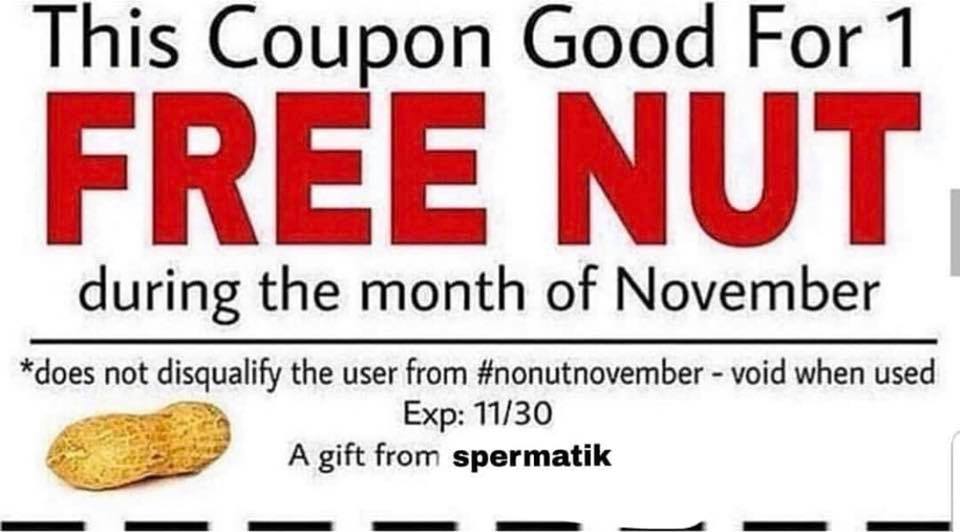 This Coupon Good For 1
FREE NUT
during the month of November
*does not disqualify the user from #nonutnovember - void when used
Exp: 11/30
A gift from spermatik